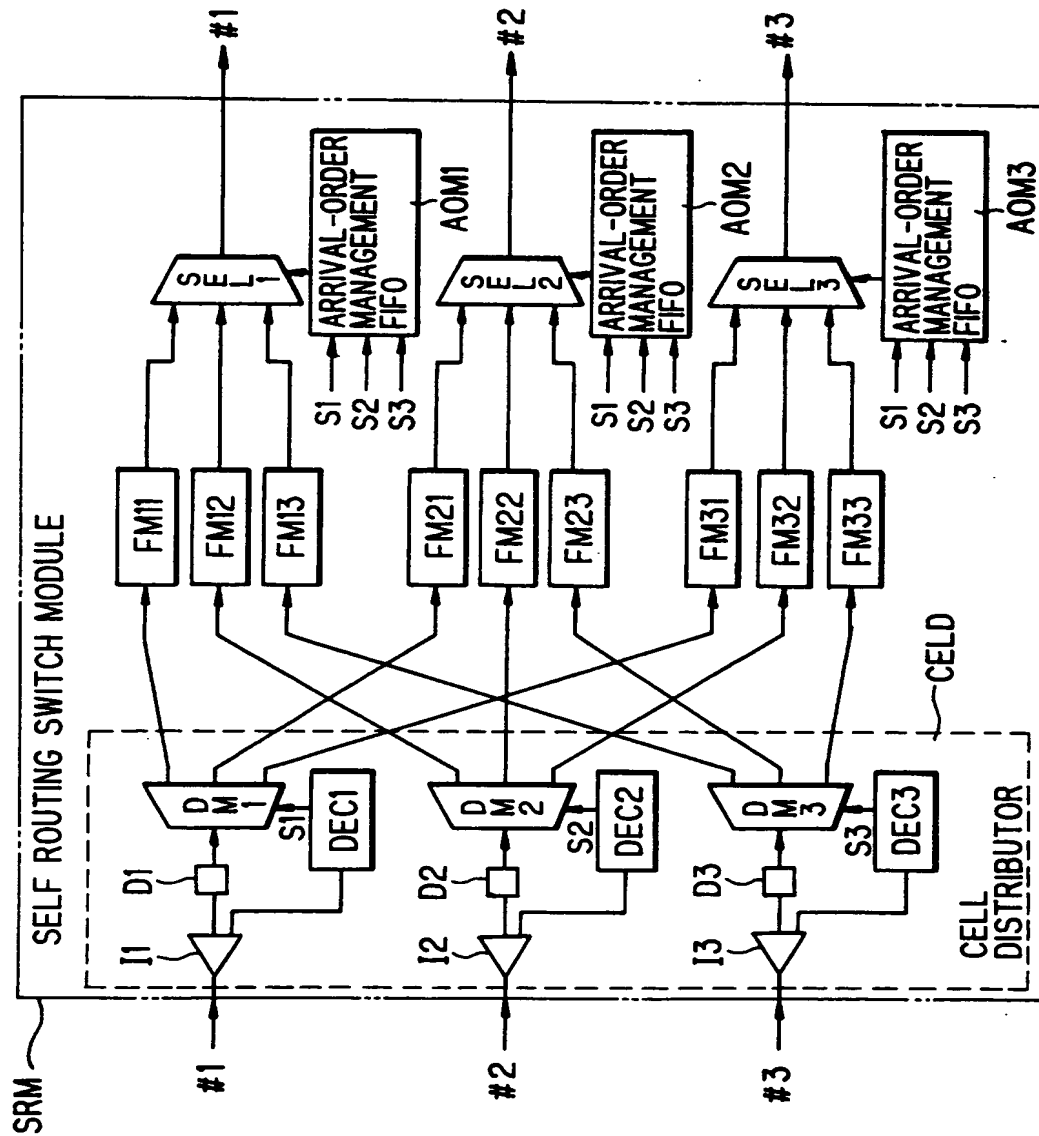 SRM
SELF ROUTING SWITCH MODULE
#1
I1
D1
DM1
S1
DEC1
FM11
FM12
FM13
SEL1
S1
S2
S3
ARRIVAL-ORDER
MANAGEMENT
FIFO
AOM1
#1
#2
I2
D2
DM2
S2
DEC2
FM21
FM22
FM23
SEL2
S1
S2
S3
ARRIVAL-ORDER
MANAGEMENT
FIFO
AOM2
#2
#3
I3
D3
DM3
S3
DEC3
FM31
FM32
FM33
SEL3
S1
S2
S3
ARRIVAL-ORDER
MANAGEMENT
FIFO
AOM3
#3
CELL
DISTRIBUTOR
CELD